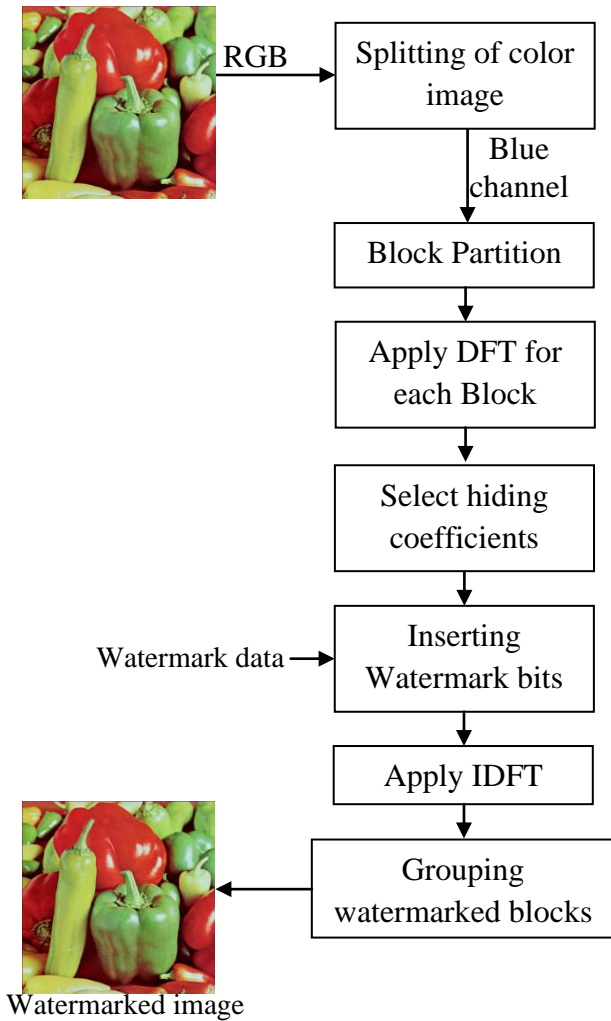 RGB
Splitting of color
image
Blue
channel
Block Partition
Apply DFT for
each Block
Select hiding
coefficients
Watermark data
Inserting
Watermark bits
Apply IDFT
Grouping
watermarked blocks
Watermarked image